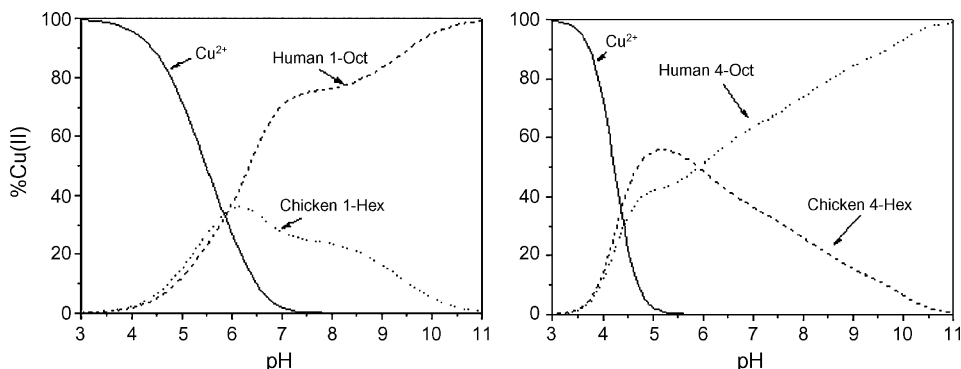 %Cu(II)
100
80
60
40
20
0
Cu²⁺
Human 1-Oct
Chicken 1-Hex
3 4 5 6 7 8 9 10 11
pH
100
80
60
40
20
0
Cu²⁺
Human 4-Oct
Chicken 4-Hex
3 4 5 6 7 8 9 10 11
pH